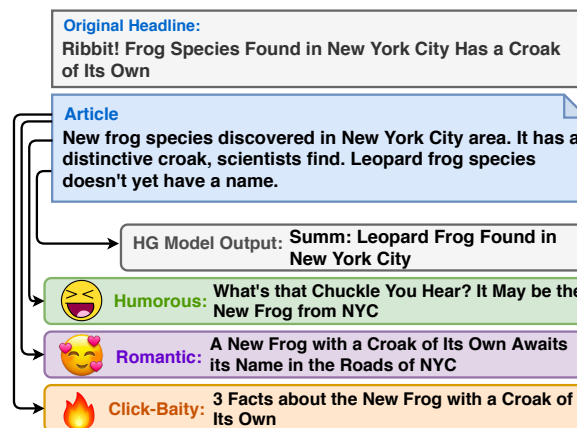 Original Headline:
Ribbit! Frog Species Found in New York City Has a Croak
of Its Own
Article
New frog species discovered in New York City area. It has a
distinctive croak, scientists find. Leopard frog species
doesn't yet have a name.
HG Model Output: Summ: Leopard Frog Found in
New York City
Humorous: What's that Chuckle You Hear? It May be the
New Frog from NYC
Romantic: A New Frog with a Croak of Its Own Awaits
its Name in the Roads of NYC
Click-Baity: 3 Facts about the New Frog with a Croak of
Its Own